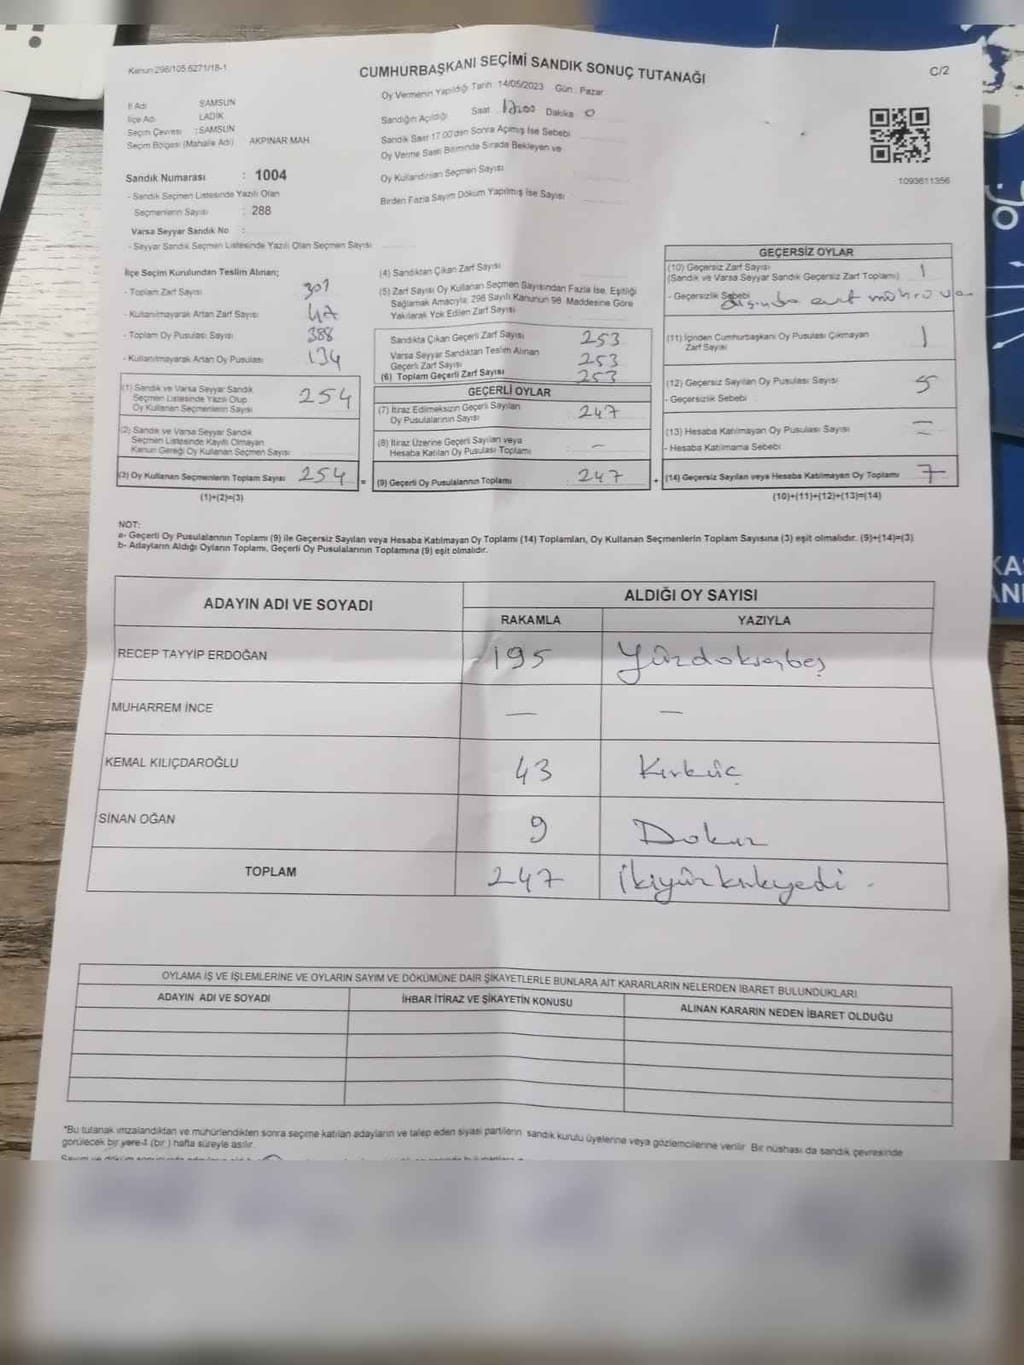 Kanun:298/105.6271/18-1
CUMHURBAŞKANI SEÇİMİ SANDIK SONUÇ TUTANAĞI
C/2
Oy Vermenin Yapıldığı Tarih 14/05/2023 Gün: Pazar
İl Adı SAMSUN
İlçe Adı LADİK
Seçim Çevresi : SAMSUN
Seçim Bölgesi (Mahalle Adı) AKPINAR MAH
Sandığın Açıldığı Saat 17.00 Dakika 0
Sandık Saat 17.00'den Sonra Açılmış İse Sebebi
Oy Verme Saati Bitiminde Sırada Bekleyen ve
Oy Kullandırılan Seçmen Sayısı
Birden Fazla Sayım Döküm Yapılmış İse Sayısı
1093611356
Sandık Numarası : 1004
- Sandık Seçmen Listesinde Yazılı Olan
Seçmenlerin Sayısı : 288
Varsa Seyyar Sandık No :
- Seyyar Sandık Seçmen Listesinde Yazılı Olan Seçmen Sayısı
İlçe Seçim Kurulundan Teslim Alınan;
- Toplam Zarf Sayısı 301
- Kullanılmayarak Artan Zarf Sayısı 47
- Toplam Oy Pusulası Sayısı 388
- Kullanılmayarak Artan Oy Pusulası 134
(1) Sandık ve Varsa Seyyar Sandık
Seçmen Listesinde Yazılı Olup
Oy Kullanan Seçmenlerin Sayısı 254
(2) Sandık ve Varsa Seyyar Sandık
Seçmen Listesinde Kayıtlı Olmayan
Kanun Gereği Oy Kullanan Seçmen Sayısı
(3) Oy Kullanan Seçmenlerin Toplam Sayısı 254 =
(1)+(2)=(3)
(4) Sandıktan Çıkan Zarf Sayısı
(5) Zarf Sayısı Oy Kullanan Seçmen Sayısından Fazla İse, Eşitliği
Sağlamak Amacıyla, 298 Sayılı Kanunun 98. Maddesine Göre
Yakılarak Yok Edilen Zarf Sayısı
Sandıkta Çıkan Geçerli Zarf Sayısı 253
Varsa Seyyar Sandıktan Teslim Alınan
Geçerli Zarf Sayısı 253
(6) Toplam Geçerli Zarf Sayısı 253
GEÇERLİ OYLAR
(7) İtiraz Edilmeksizin Geçerli Sayılan
Oy Pusulalarının Sayısı 247
(8) İtiraz Üzerine Geçerli Sayılan veya
Hesaba Katılan Oy Pusulası Toplamı —
(9) Geçerli Oy Pusulalarının Toplamı 247 +
GEÇERSİZ OYLAR
(10) Geçersiz Zarf Sayısı
(Sandık ve Varsa Seyyar Sandık Geçersiz Zarf Toplamı) 1
- Geçersizlik Sebebi
(11) İçinden Cumhurbaşkanı Oy Pusulası Çıkmayan
Zarf Sayısı 1
(12) Geçersiz Sayılan Oy Pusulası Sayısı 5
- Geçersizlik Sebebi
(13) Hesaba Katılmayan Oy Pusulası Sayısı —
- Hesaba Katılmama Sebebi —
(14) Geçersiz Sayılan veya Hesaba Katılmayan Oy Toplamı 7
(10)+(11)+(12)+(13)=(14)
NOT:
a- Geçerli Oy Pusulalarının Toplamı (9) ile Geçersiz Sayılan veya Hesaba Katılmayan Oy Toplamı (14) Toplamları, Oy Kullanan Seçmenlerin Toplam Sayısına (3) eşit olmalıdır. (9)+(14)=(3)
b- Adayların Aldığı Oyların Toplamı, Geçerli Oy Pusulalarının Toplamına (9) eşit olmalıdır.
ADAYIN ADI VE SOYADI ALDIĞI OY SAYISI
RAKAMLA YAZIYLA
RECEP TAYYİP ERDOĞAN 195 Yüzdoksanbeş
MUHARREM İNCE — —
KEMAL KILIÇDAROĞLU 43 Kırküç
SİNAN OĞAN 9 Dokuz
TOPLAM 247 İkiyüzkırkyedi
OYLAMA İŞ VE İŞLEMLERİNE VE OYLARIN SAYIM VE DÖKÜMÜNE DAİR ŞİKAYETLERLE BUNLARA AİT KARARLARIN NELERDEN İBARET BULUNDUKLARI
ADAYIN ADI VE SOYADI İHBAR İTİRAZ VE ŞİKAYETİN KONUSU ALINAN KARARIN NEDEN İBARET OLDUĞU
*Bu tutanak imzalandıktan ve mühürlendikten sonra seçime katılan adayların ve talep eden siyasi partilerin sandık kurulu üyelerine veya gözlemcilerine verilir. Bir nüshası da sandık çevresinde
görülecek bir yere 1 (bir) hafta süreyle asılır.